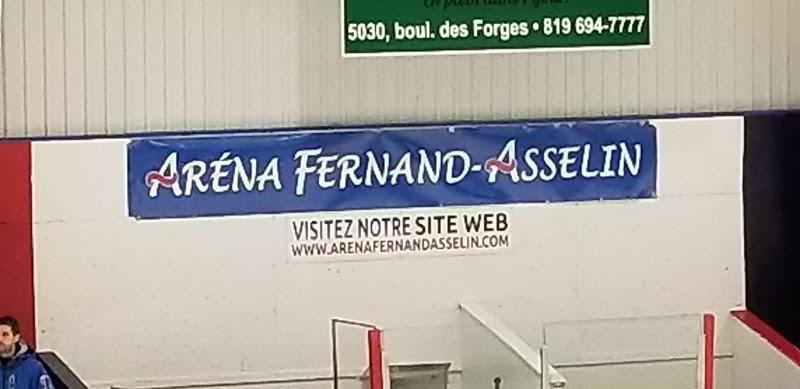 5030, boul. des Forges • 819 694-7777
ARÉNA FERNAND-ASSELIN
VISITEZ NOTRE SITE WEB
WWW.ARENAFERNANDASSELIN.COM